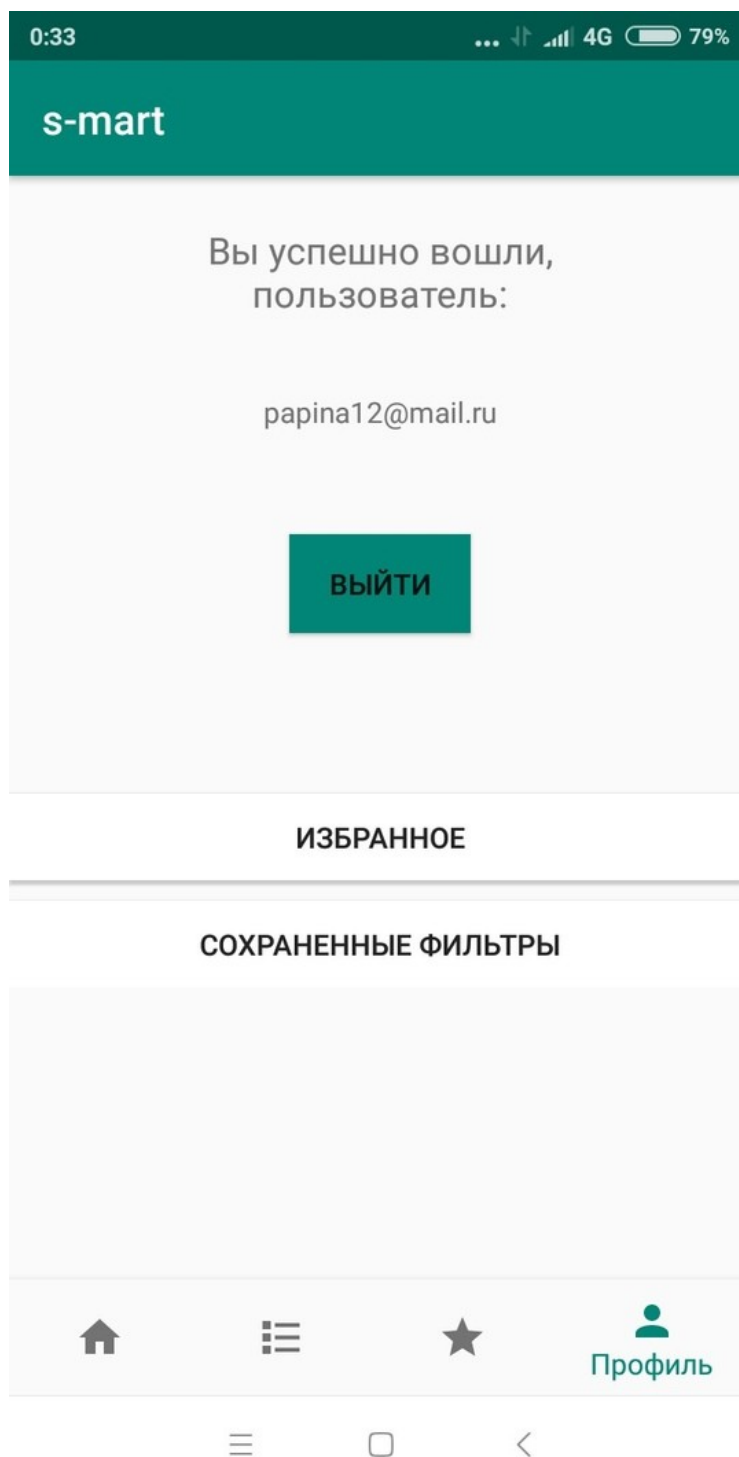 0:33
... 4G 79%
s-mart
Вы успешно вошли,
пользователь:
papina12@mail.ru
ВЫЙТИ
ИЗБРАННОЕ
СОХРАНЕННЫЕ ФИЛЬТРЫ
Профиль